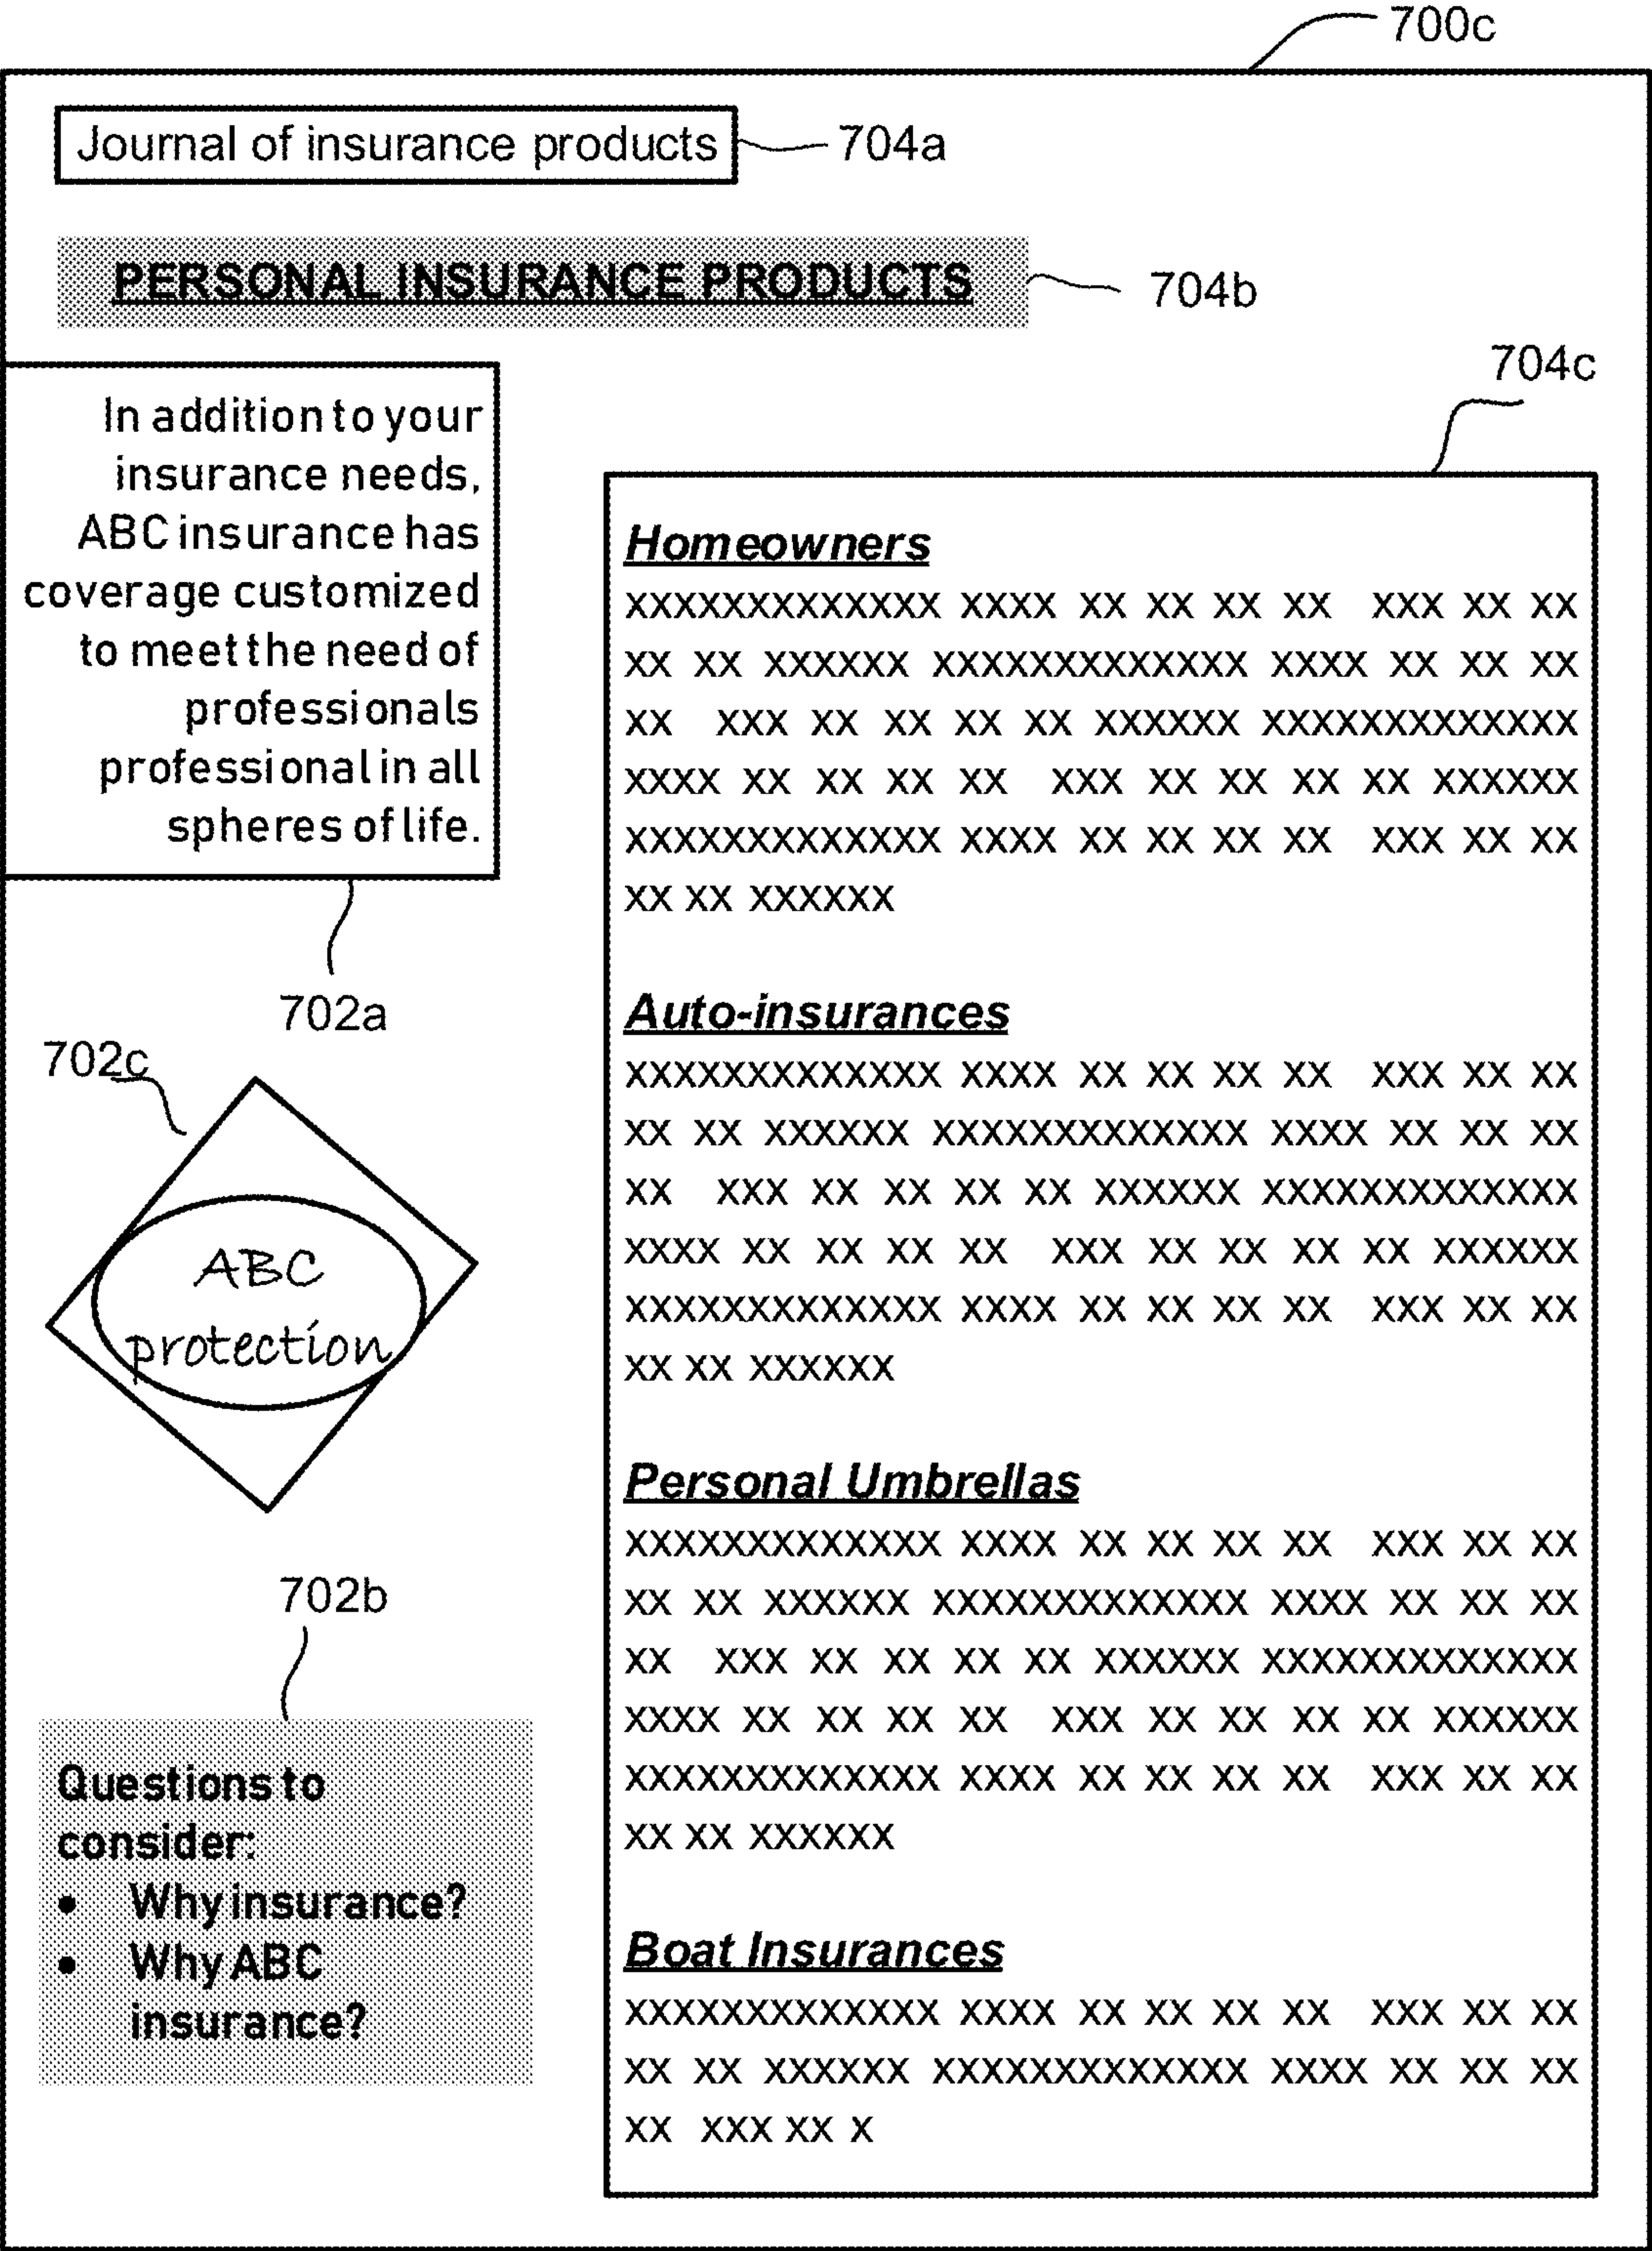 700c
Journal of insurance products
704a
PERSONAL INSURANCE PRODUCTS
704b
In addition to your
insurance needs,
ABC insurance has
coverage customized
to meet the need of
professionals
professional in all
spheres of life.
702a
702c
ABC
protection
702b
Questions to
consider:
• Why insurance?
• Why ABC
insurance?
704c
Homeowners
XXXXXXXXXXXXX XXXX XX XX XX XX XXX XX XX
XX XX XXXXXX XXXXXXXXXXXXX XXXX XX XX XX
XX XXX XX XX XX XX XXXXXX XXXXXXXXXXXXX
XXXX XX XX XX XX XXX XX XX XX XX XXXXXX
XXXXXXXXXXXXX XXXX XX XX XX XX XXX XX XX
XX XX XXXXXX
Auto-insurances
XXXXXXXXXXXXX XXXX XX XX XX XX XXX XX XX
XX XX XXXXXX XXXXXXXXXXXXX XXXX XX XX XX
XX XXX XX XX XX XX XXXXXX XXXXXXXXXXXXX
XXXX XX XX XX XX XXX XX XX XX XX XXXXXX
XXXXXXXXXXXXX XXXX XX XX XX XX XXX XX XX
XX XX XXXXXX
Personal Umbrellas
XXXXXXXXXXXXX XXXX XX XX XX XX XXX XX XX
XX XX XXXXXX XXXXXXXXXXXXX XXXX XX XX XX
XX XXX XX XX XX XX XXXXXX XXXXXXXXXXXXX
XXXX XX XX XX XX XXX XX XX XX XX XXXXXX
XXXXXXXXXXXXX XXXX XX XX XX XX XXX XX XX
XX XX XXXXXX
Boat Insurances
XXXXXXXXXXXXX XXXX XX XX XX XX XXX XX XX
XX XX XXXXXX XXXXXXXXXXXXX XXXX XX XX XX
XX XXX XX X